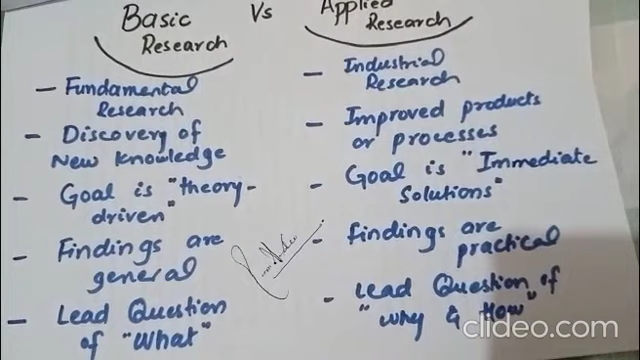 Basic Research
Vs
Applied Research
- Fundamental
Research
- Discovery of
New knowledge
- Goal is "theory-
driven"
- Findings are
general
- Lead Question
of "What"
- Industrial
Research
- Improved products
or processes
- Goal is "Immediate
Solutions"
- findings are
practical
- Lead Question of
"Why & How"
clideo.com